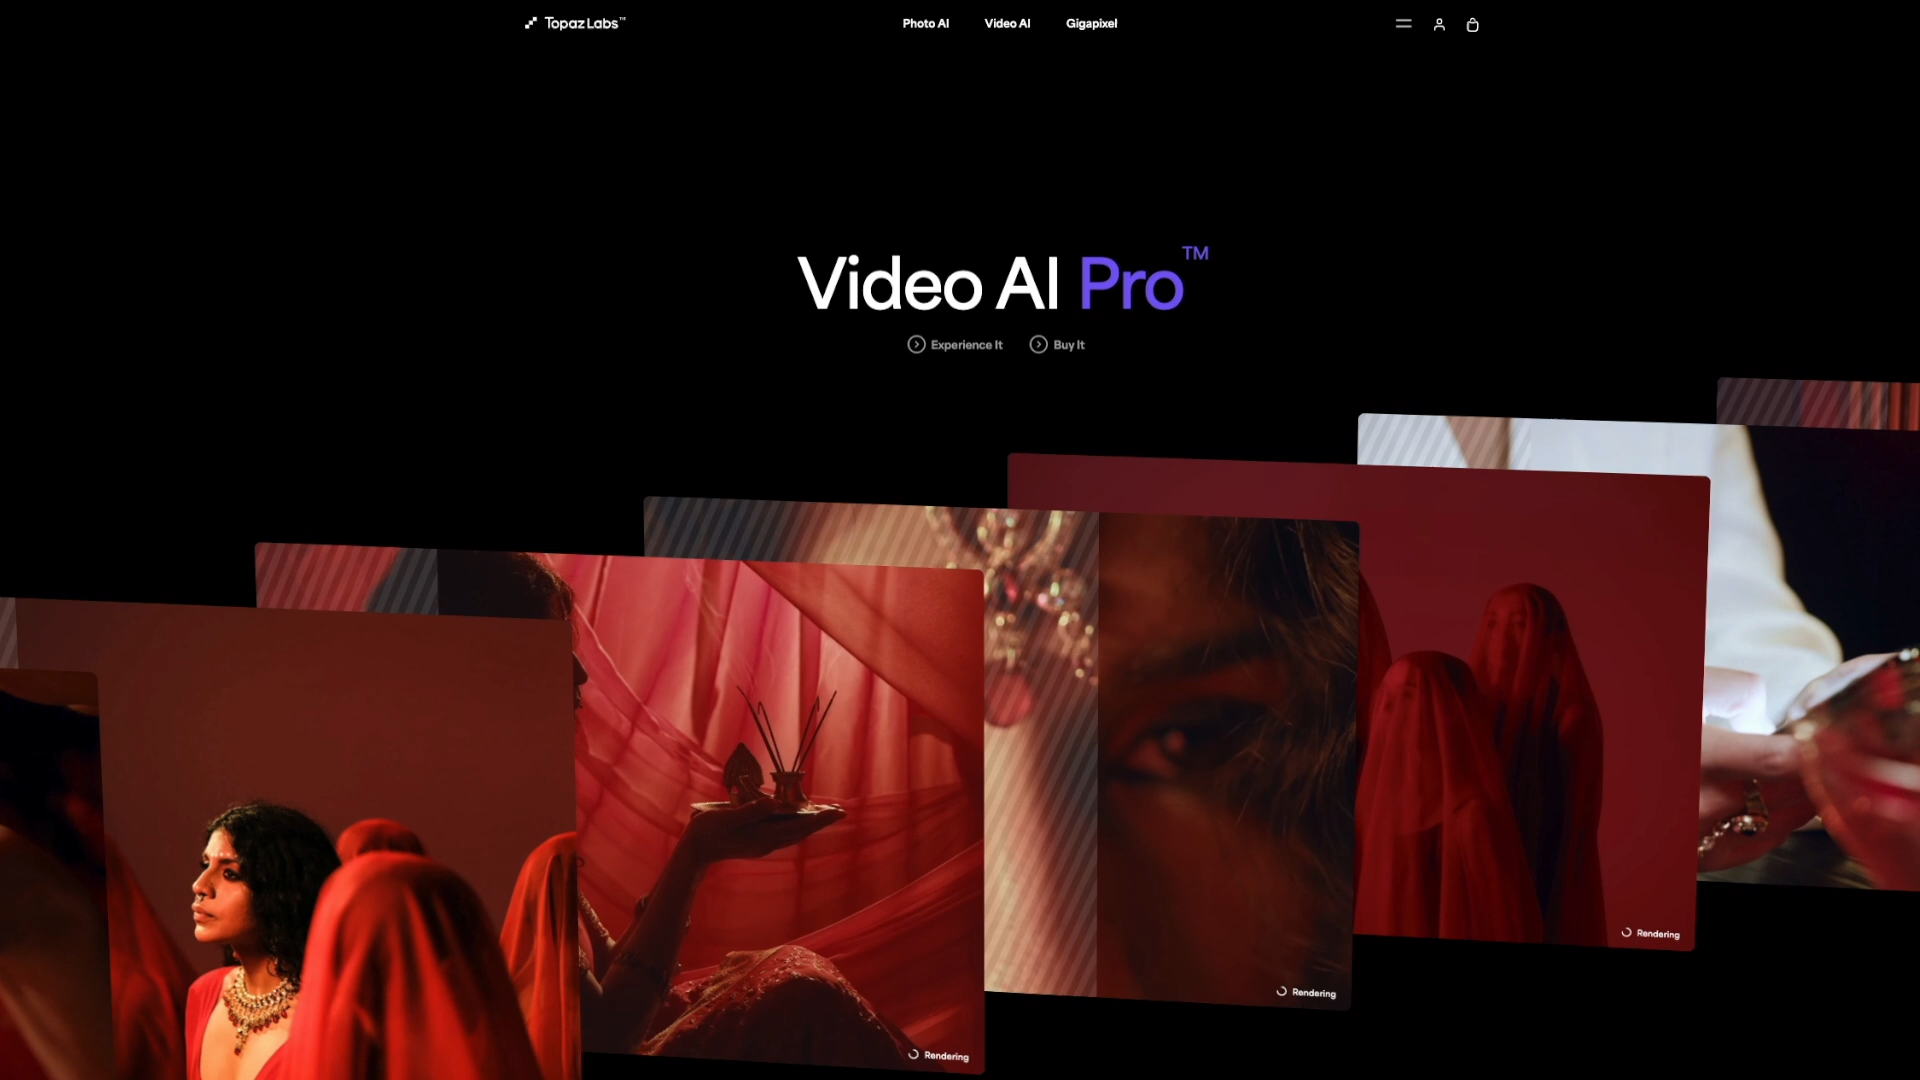 Topaz Labs™
Photo AI
Video AI
Gigapixel
Video AI Pro™
Experience It
Buy It
Rendering
Rendering
Rendering